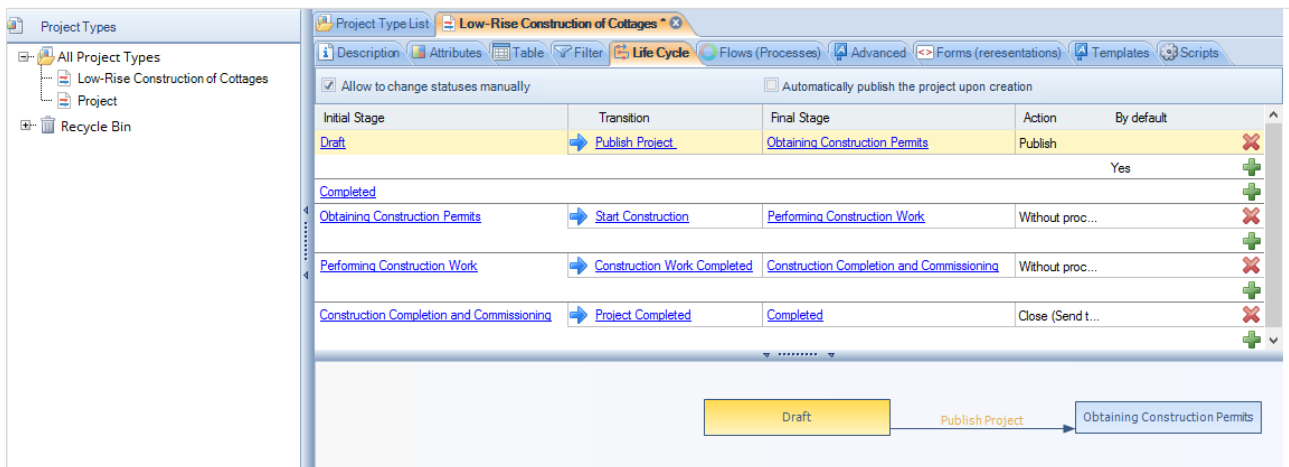 Project Types
All Project Types
Low-Rise Construction of Cottages
Project
Recycle Bin
Project Type List Low-Rise Construction of Cottages *
Description Attributes Table Filter Life Cycle Flows (Processes) Advanced Forms (reresentations) Templates Scripts
Allow to change statuses manually Automatically publish the project upon creation
Initial Stage Transition Final Stage Action By default
Draft Publish Project Obtaining Construction Permits Publish
Yes
Completed
Obtaining Construction Permits Start Construction Performing Construction Work Without proc...
Performing Construction Work Construction Work Completed Construction Completion and Commissioning Without proc...
Construction Completion and Commissioning Project Completed Completed Close (Send t...
Draft Publish Project Obtaining Construction Permits